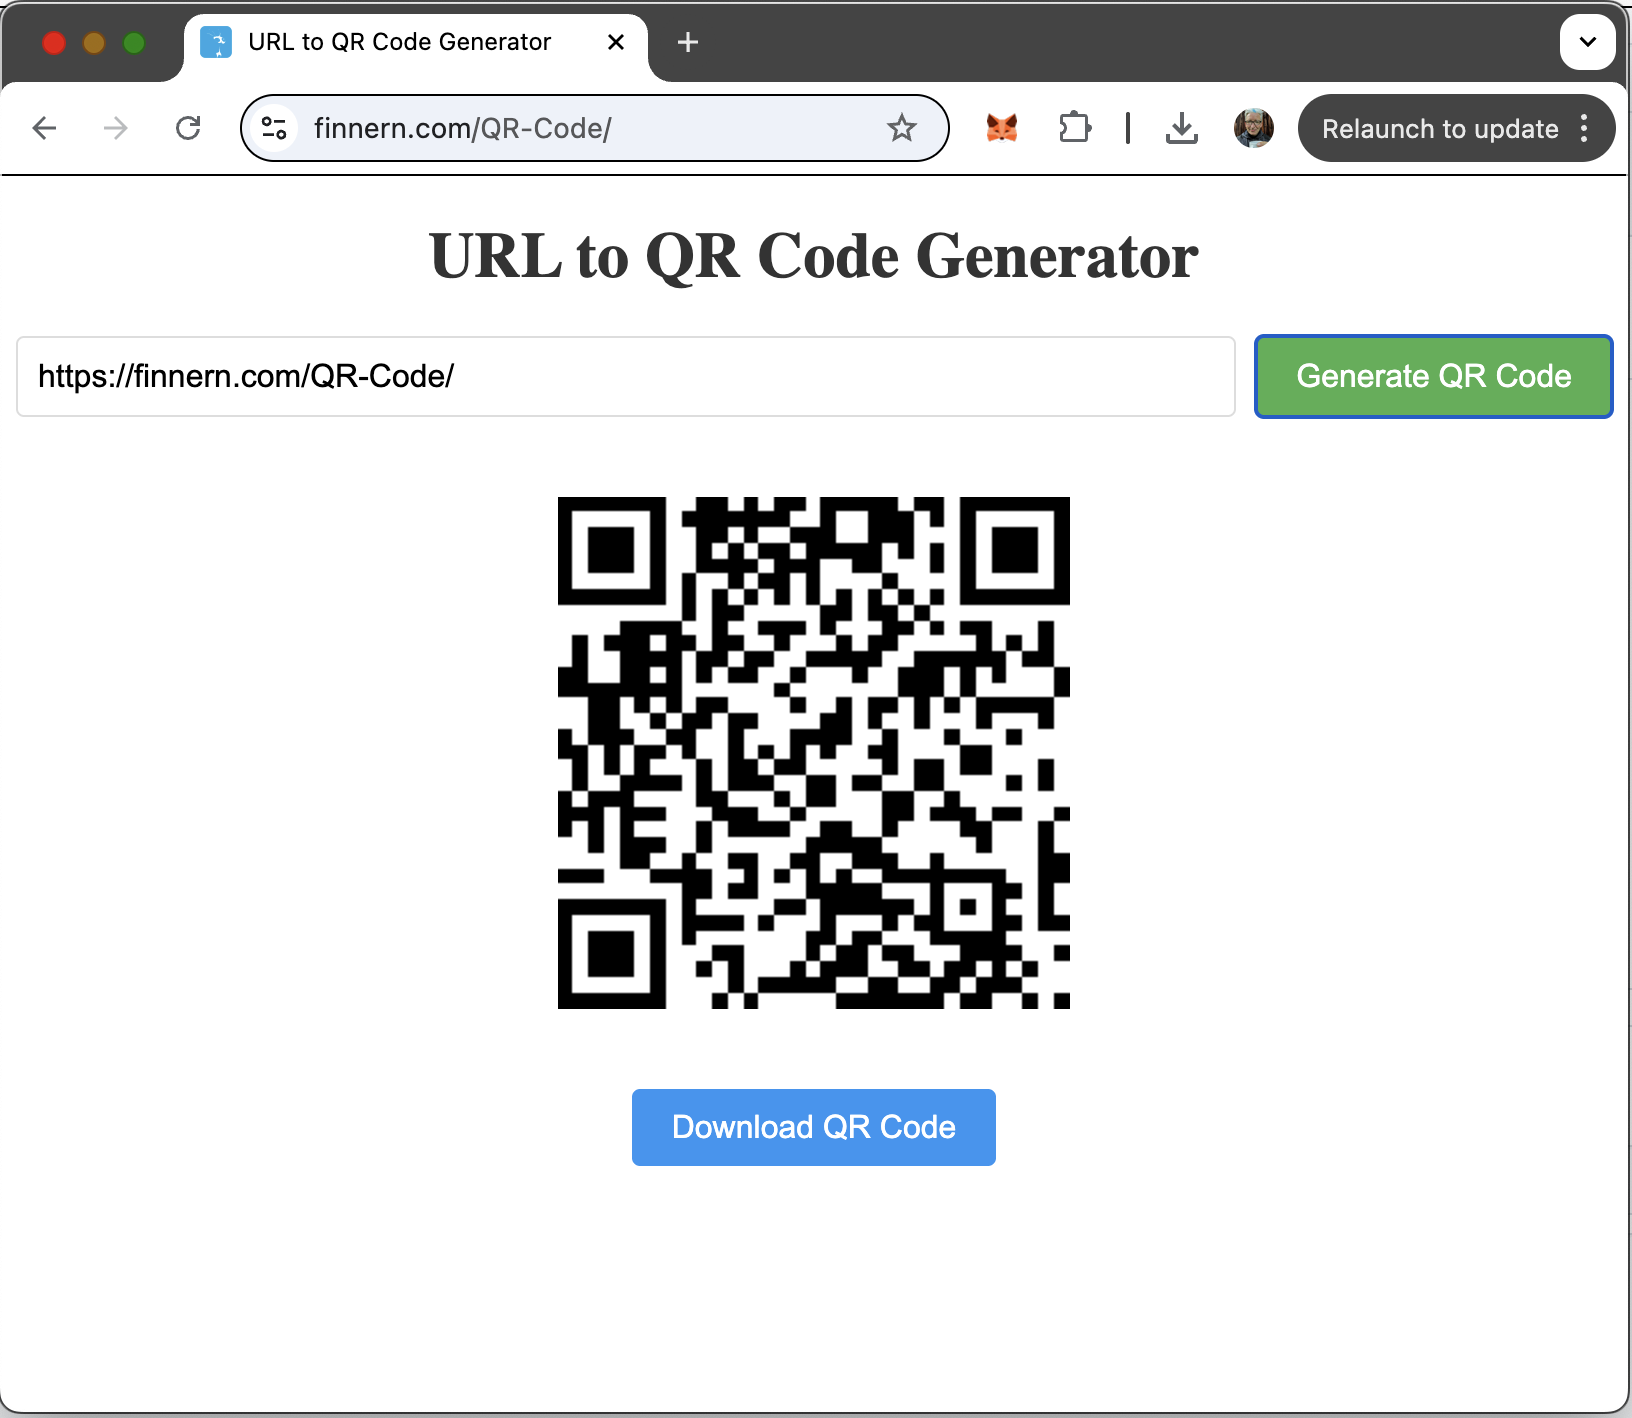 URL to QR Code Generator
finnern.com/QR-Code/
Relaunch to update
URL to QR Code Generator
https://finnern.com/QR-Code/
Generate QR Code
Download QR Code